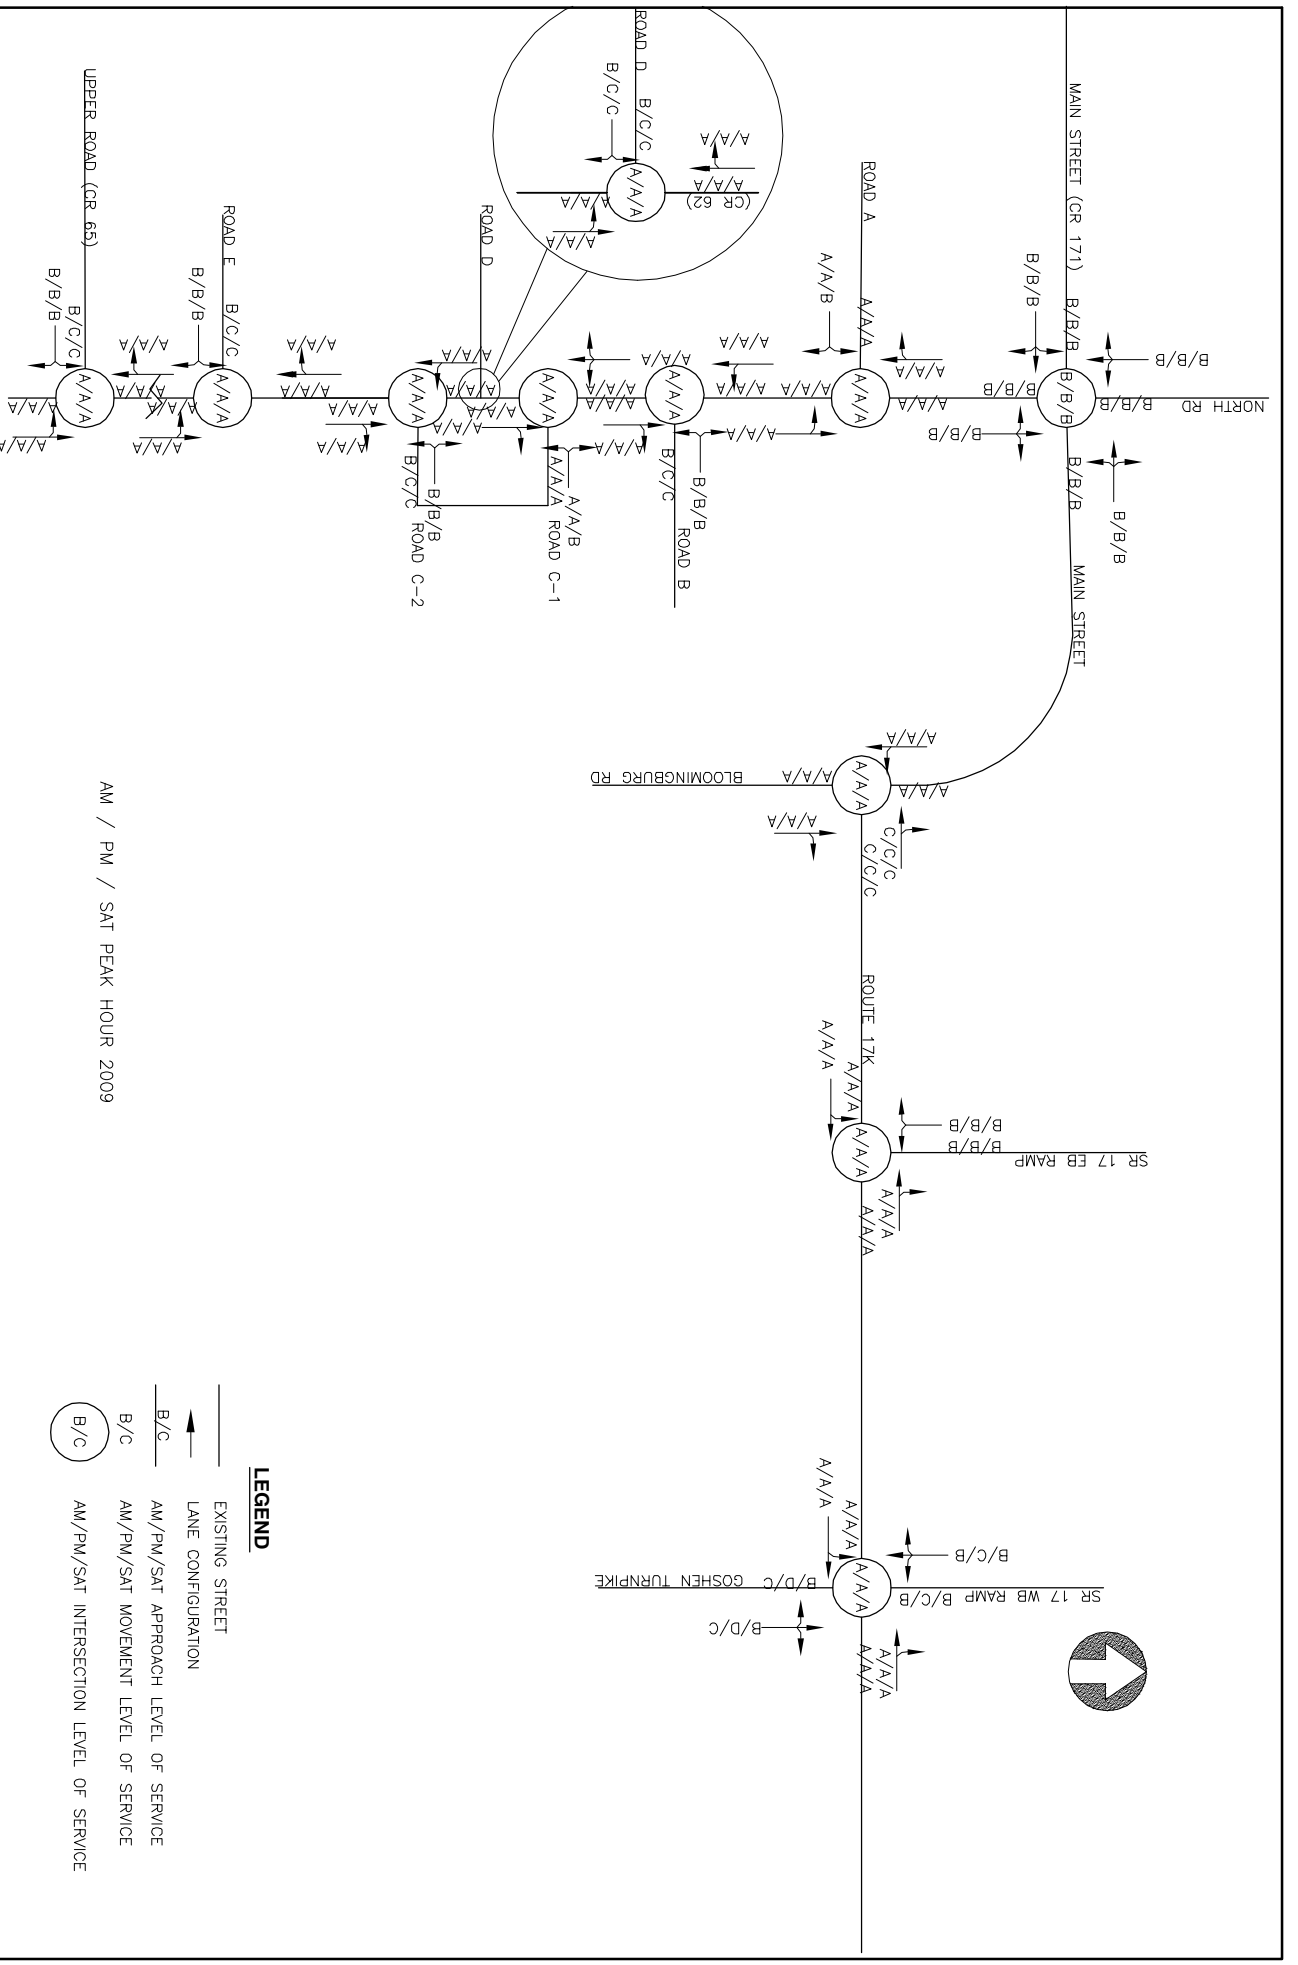 ROAD D
B/C/C
B/C/C
A/A/A
A/A/A
A/A/A
(CR 62)
A/A/A
A/A/A
MAIN STREET (CR 171)
B/B/B
B/B/B
B/B/B
B/B/B
B/B/B
NORTH RD
B/B/B
B/B/B
B/B/B
B/B/B
B/B/B
MAIN STREET
ROAD A
A/A/A
A/A/B
A/A/A
A/A/A
A/A/A
A/A/A
A/A/A
A/A/A
A/A/A
A/A/A
A/A/A
A/A/A
B/C/C
B/B/B
ROAD B
A/A/A
A/A/A
A/A/A
A/A/A
A/A/A
A/A/B
ROAD C-1
ROAD D
A/A/A
A/A/A
A/A/A
A/A/A
A/A/A
B/C/C
B/B/B
ROAD C-2
A/A/A
A/A/A
ROAD E
B/C/C
B/B/B
A/A/A
A/A/A
A/A/A
A/A/A
A/A/A
A/A/A
A/A/A
UPPER ROAD (CR 65)
B/C/C
B/B/B
A/A/A
A/A/A
A/A/A
BLOOMINGBURG RD
A/A/A
A/A/A
A/A/A
A/A/A
A/A/A
C/C/C
C/C/C
ROUTE 17K
A/A/A
A/A/A
A/A/A
B/B/B
B/B/B
SR 17 EB RAMP
A/A/A
A/A/A
A/A/A
A/A/A
A/A/A
B/C/B
B/C/B
SR 17 WB RAMP
GOSHEN TURNPIKE
B/D/C
B/D/C
A/A/A
A/A/A
AM / PM / SAT PEAK HOUR 2009
LEGEND
EXISTING STREET
LANE CONFIGURATION
B/C
AM/PM/SAT APPROACH LEVEL OF SERVICE
B/C
AM/PM/SAT MOVEMENT LEVEL OF SERVICE
B/C
AM/PM/SAT INTERSECTION LEVEL OF SERVICE